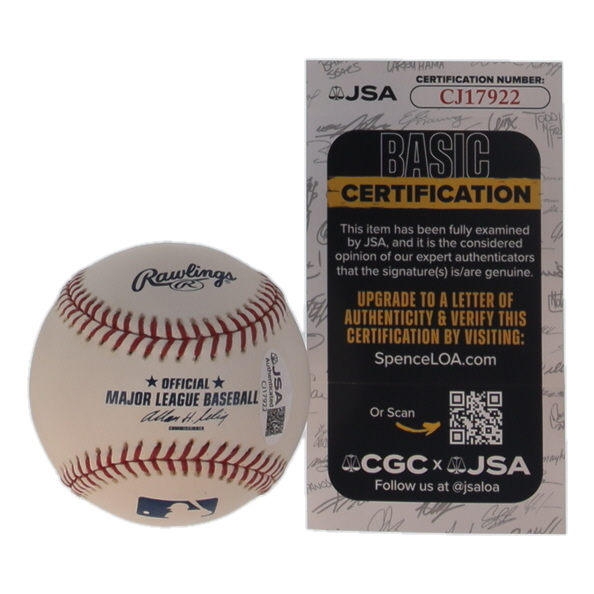 Rawlings
R
★ OFFICIAL ★
MAJOR LEAGUE BASEBALL
Allan H. Selig
JSA
Authenticated
CJ17922
JSA
CERTIFICATION NUMBER:
CJ17922
BASIC
CERTIFICATION
This item has been fully examined
by JSA, and it is the considered
opinion of our expert authenticators
that the signature(s) is/are genuine.
UPGRADE TO A LETTER OF
AUTHENTICITY & VERIFY THIS
CERTIFICATION BY VISITING:
SpenceLOA.com
Or Scan
CGC x JSA
Follow us at @jsaloa